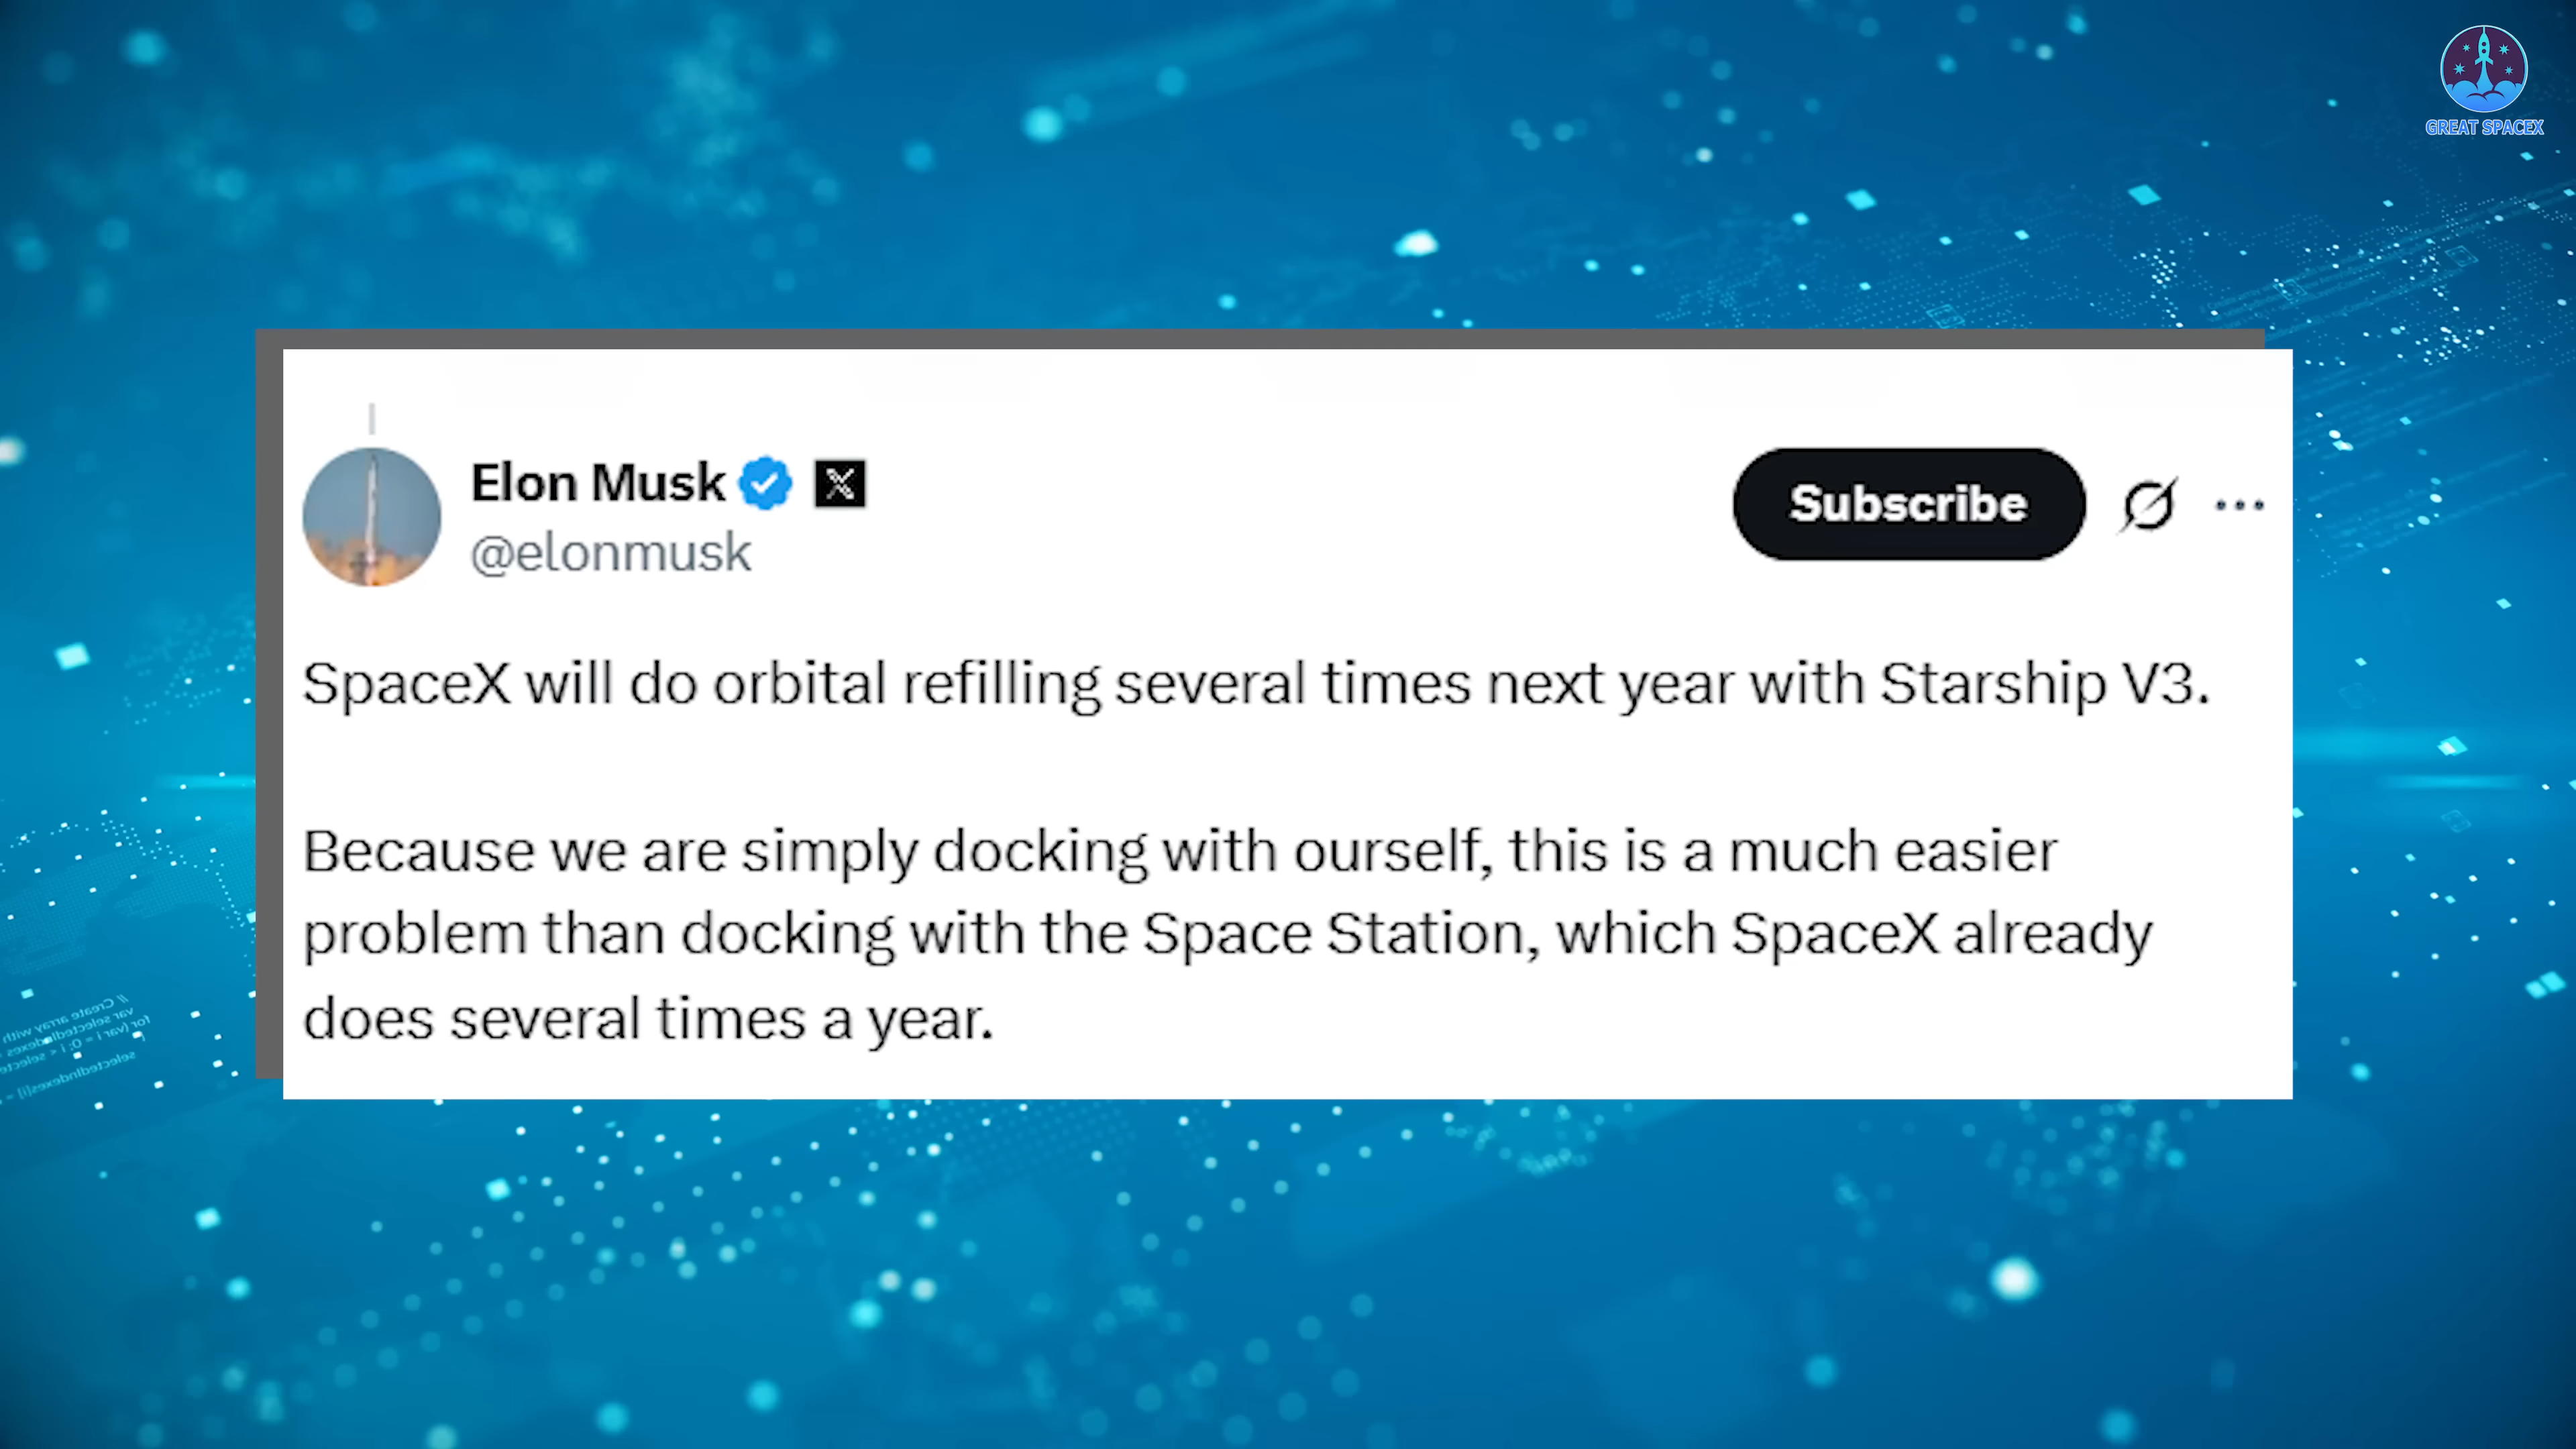 GREAT SPACEX
Elon Musk
@elonmusk
Subscribe
SpaceX will do orbital refilling several times next year with Starship V3.
Because we are simply docking with ourself, this is a much easier
problem than docking with the Space Station, which SpaceX already
does several times a year.